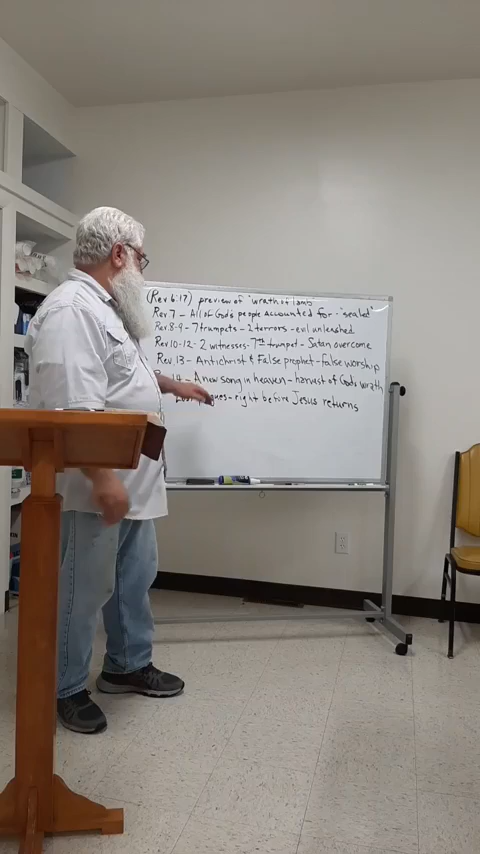 (Rev 6:17) preview of "wrath of lamb
Rev 7 - All of God's people accounted for - "sealed"
Rev. 8-9 - 7 trumpets - 2 terrors - evil unleashed
Rev 10-12 - 2 witnesses - 7th trumpet - Satan overcome
Rev 13 - Antichrist & False prophet - False worship
14 - A new song in heaven - harvest of God's wrath
- right before Jesus returns